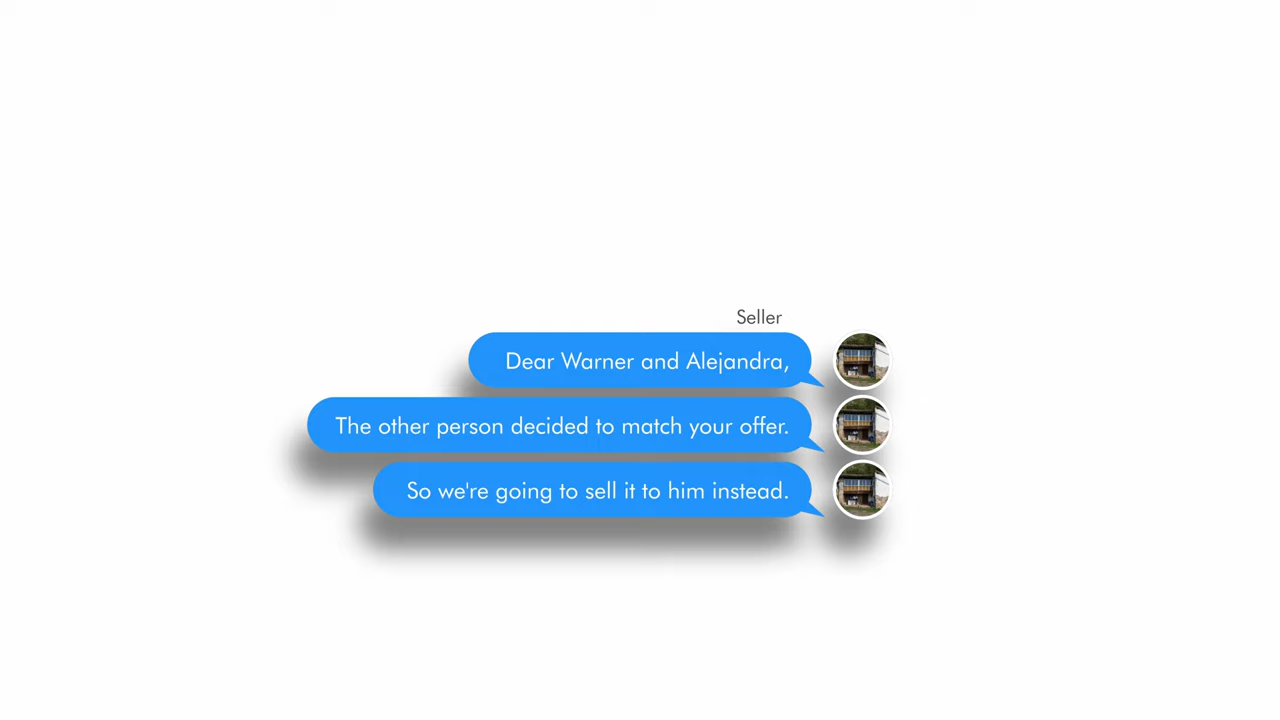 Seller
Dear Warner and Alejandra,
The other person decided to match your offer.
So we're going to sell it to him instead.